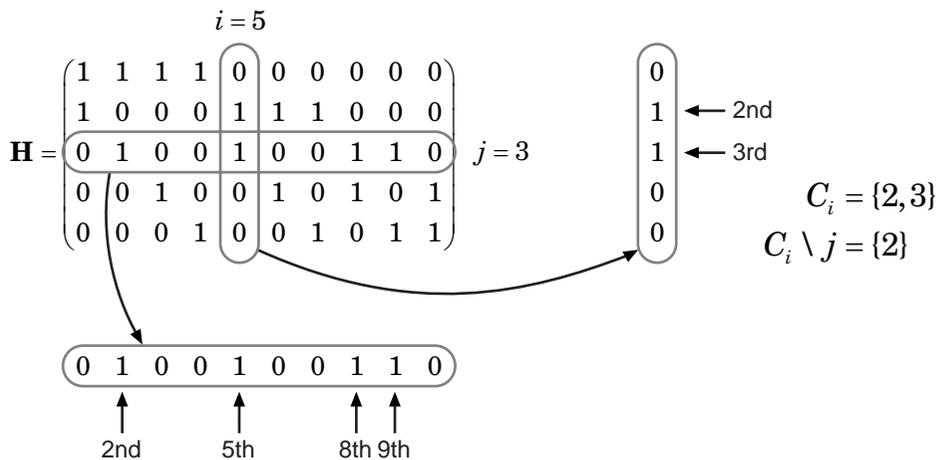 i = 5
1 1 1 1 0 0 0 0 0 0
1 0 0 0 1 1 1 0 0 0
H = 0 1 0 0 1 0 0 1 1 0 j = 3
0 0 1 0 0 1 0 1 0 1
0 0 0 1 0 0 1 0 1 1
0
1 2nd
1 3rd
0
0
C_i = {2,3}
C_i \ j = {2}
0 1 0 0 1 0 0 1 1 0
2nd 5th 8th 9th